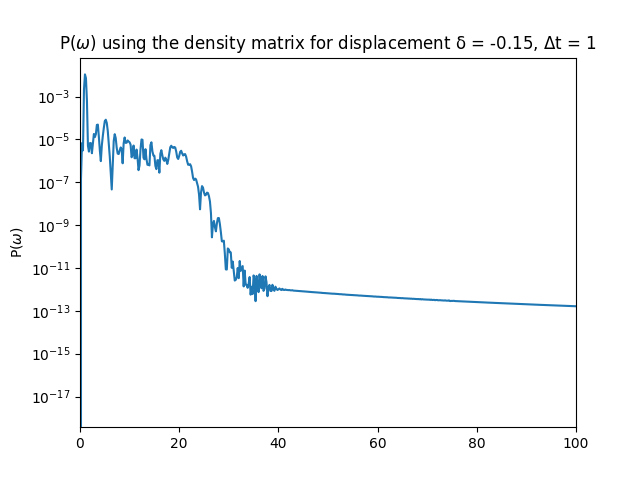 P(ω) using the density matrix for displacement δ = -0.15, Δt = 1
P(ω)
10⁻³
10⁻⁵
10⁻⁷
10⁻⁹
10⁻¹¹
10⁻¹³
10⁻¹⁵
10⁻¹⁷
0 20 40 60 80 100